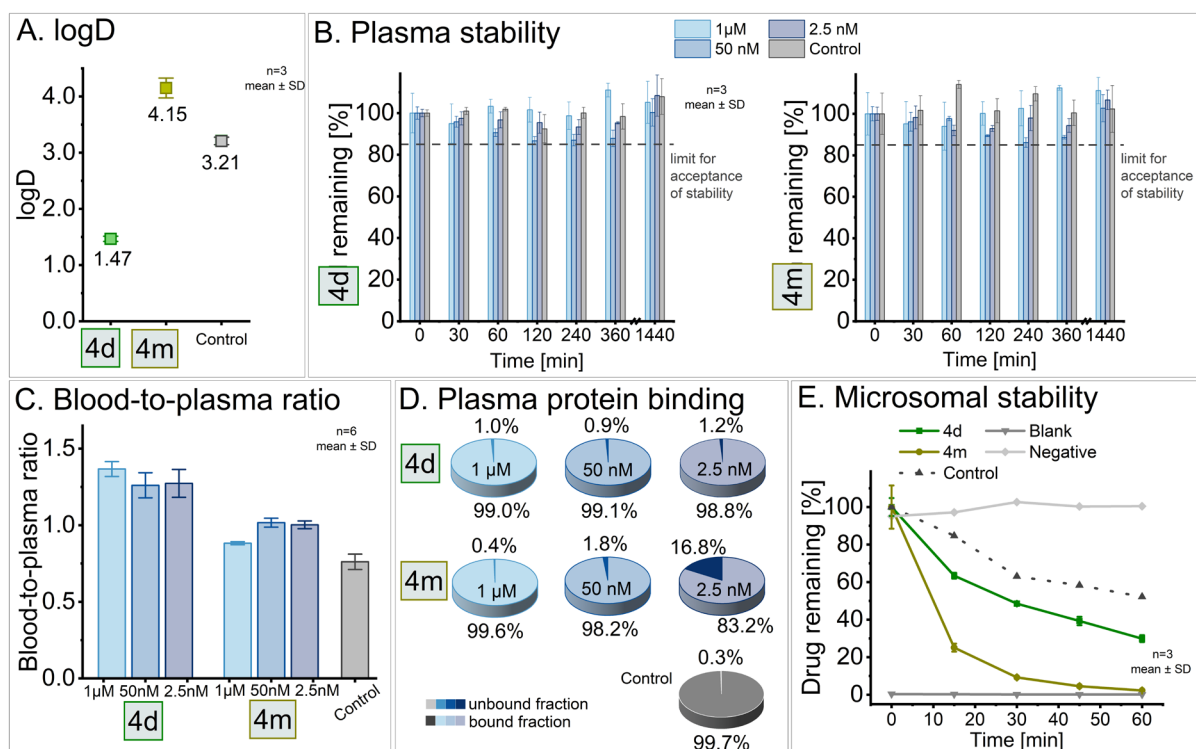 A. logD
n=3
mean ± SD
4.0
3.0
2.0
1.0
0.0
logD
4.15
3.21
1.47
4d
4m
Control
B. Plasma stability
1µM
50 nM
2.5 nM
Control
4d remaining [%]
100
80
60
40
20
0
n=3
mean ± SD
limit for
acceptance
of stability
0 30 60 120 240 360 1440
Time [min]
4m remaining [%]
100
80
60
40
20
0
limit for
acceptance
of stability
0 30 60 120 240 360 1440
Time [min]
C. Blood-to-plasma ratio
n=6
mean ± SD
Blood-to-plasma ratio
1.5
1.0
0.5
0.0
1µM 50nM 2.5nM
4d
1µM 50nM 2.5nM
4m
Control
D. Plasma protein binding
4d
1.0% 0.9% 1.2%
1 µM 50 nM 2.5 nM
99.0% 99.1% 98.8%
4m
0.4% 1.8% 16.8%
1 µM 50 nM 2.5 nM
99.6% 98.2% 83.2%
0.3%
Control
99.7%
unbound fraction
bound fraction
E. Microsomal stability
4d
4m
Control
Blank
Negative
Drug remaining [%]
100
80
60
40
20
0
n=3
mean ± SD
0 10 20 30 40 50 60
Time [min]